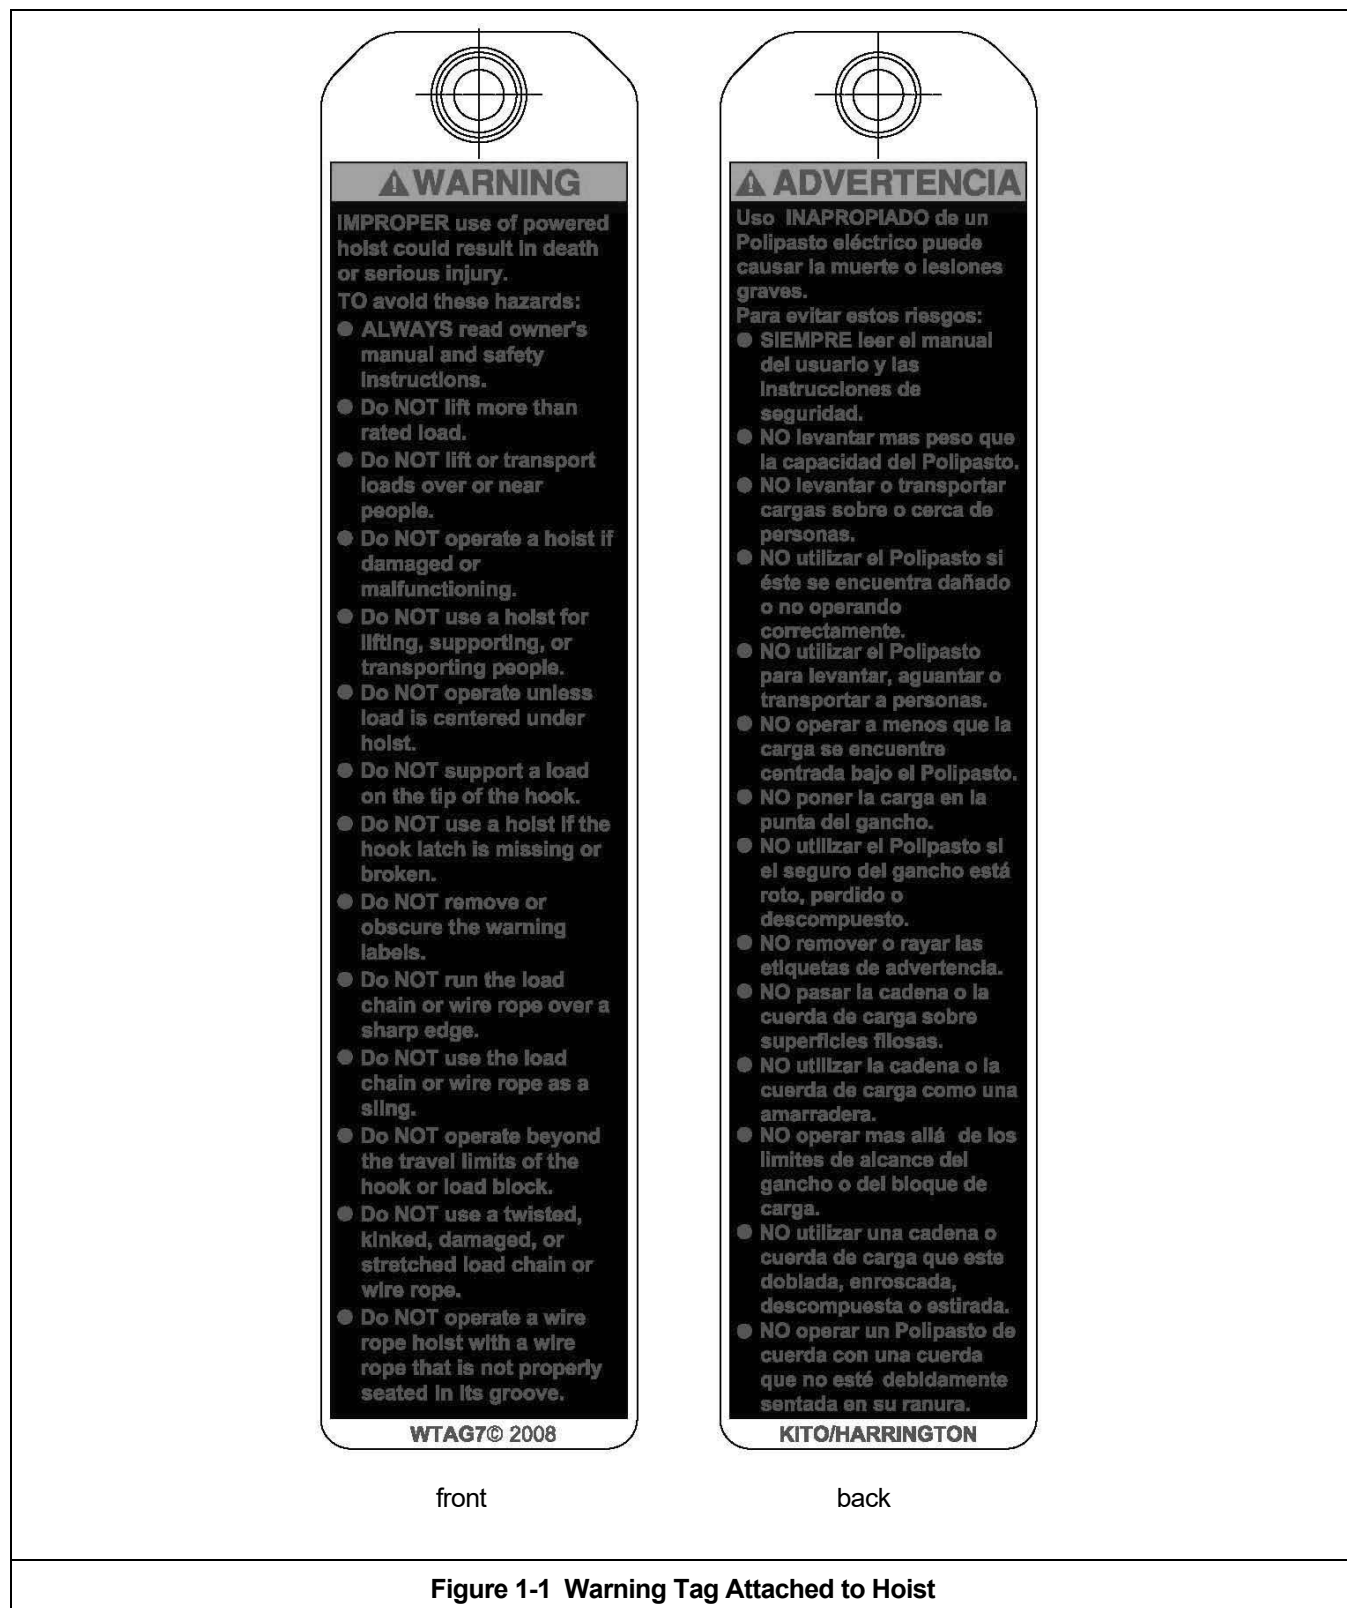 ⚠WARNING
IMPROPER use of powered
hoist could result in death
or serious injury.
TO avoid these hazards:
● ALWAYS read owner's
manual and safety
instructions.
● Do NOT lift more than
rated load.
● Do NOT lift or transport
loads over or near
people.
● Do NOT operate a hoist if
damaged or
malfunctioning.
● Do NOT use a hoist for
lifting, supporting, or
transporting people.
● Do NOT operate unless
load is centered under
hoist.
● Do NOT support a load
on the tip of the hook.
● Do NOT use a hoist if the
hook latch is missing or
broken.
● Do NOT remove or
obscure the warning
labels.
● Do NOT run the load
chain or wire rope over a
sharp edge.
● Do NOT use the load
chain or wire rope as a
sling.
● Do NOT operate beyond
the travel limits of the
hook or load block.
● Do NOT use a twisted,
kinked, damaged, or
stretched load chain or
wire rope.
● Do NOT operate a wire
rope hoist with a wire
rope that is not properly
seated in its groove.
WTAG7© 2008
front
⚠ ADVERTENCIA
Uso INAPROPIADO de un
Polipasto eléctrico puede
causar la muerte o lesiones
graves.
Para evitar estos riesgos:
● SIEMPRE leer el manual
del usuario y las
instrucciones de
seguridad.
● NO levantar mas peso que
la capacidad del Polipasto.
● NO levantar o transportar
cargas sobre o cerca de
personas.
● NO utilizar el Polipasto si
éste se encuentra dañado
o no operando
correctamente.
● NO utilizar el Polipasto
para levantar, aguantar o
transportar a personas.
● NO operar a menos que la
carga se encuentre
centrada bajo el Polipasto.
● NO poner la carga en la
punta del gancho.
● NO utilizar el Polipasto si
el seguro del gancho está
roto, perdido o
descompuesto.
● NO remover o rayar las
etiquetas de advertencia.
● NO pasar la cadena o la
cuerda de carga sobre
superficies filosas.
● NO utilizar la cadena o la
cuerda de carga como una
amarradera.
● NO operar mas allá de los
limites de alcance del
gancho o del bloque de
carga.
● NO utilizar una cadena o
cuerda de carga que este
doblada, enroscada,
descompuesta o estirada.
● NO operar un Polipasto de
cuerda con una cuerda
que no esté debidamente
sentada en su ranura.
KITO/HARRINGTON
back
Figure 1-1 Warning Tag Attached to Hoist